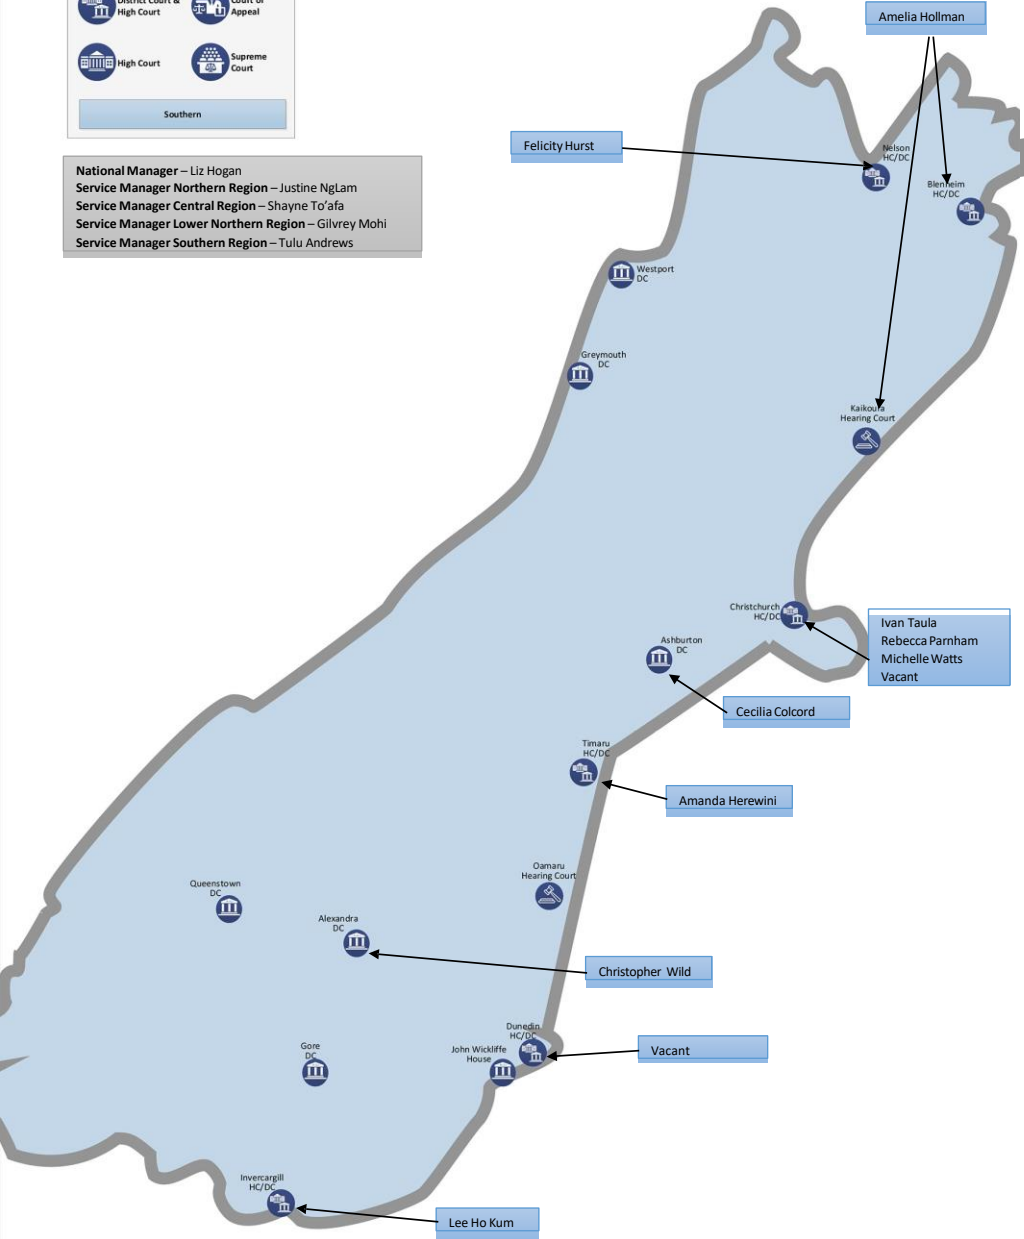 District Court &
High Court
Court of
Appeal
High Court
Supreme
Court
Southern
National Manager – Liz Hogan
Service Manager Northern Region – Justine NgLam
Service Manager Central Region – Shayne To’afa
Service Manager Lower Northern Region – Gilvrey Mohi
Service Manager Southern Region – Tulu Andrews
Amelia Hollman
Felicity Hurst
Nelson
HC/DC
Blenheim
HC/DC
Westport
DC
Greymouth
DC
Kaikoura
Hearing Court
Christchurch
HC/DC
Ivan Taula
Rebecca Parnham
Michelle Watts
Vacant
Ashburton
DC
Cecilia Colcord
Timaru
HC/DC
Amanda Herewini
Oamaru
Hearing Court
Queenstown
DC
Alexandra
DC
Christopher Wild
Dunedin
HC/DC
John Wickliffe
House
Vacant
Gore
DC
Invercargill
HC/DC
Lee Ho Kum